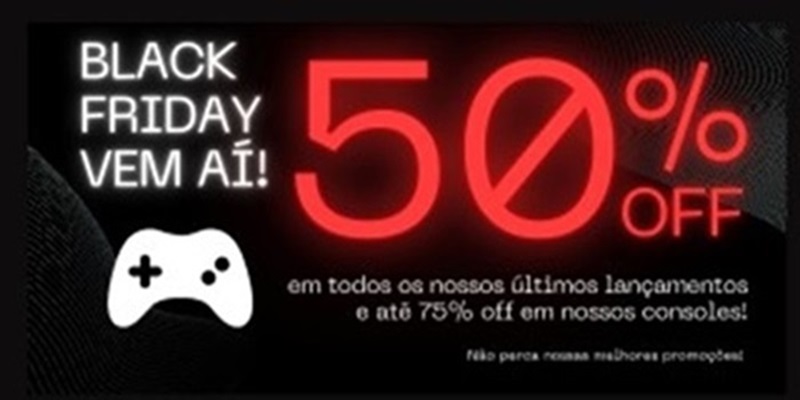 BLACK
FRIDAY
VEM AÍ!
50%
OFF
em todos os nossos últimos lançamentos
e até 75% off em nossos consoles!
Não perca nossas melhores promoções!